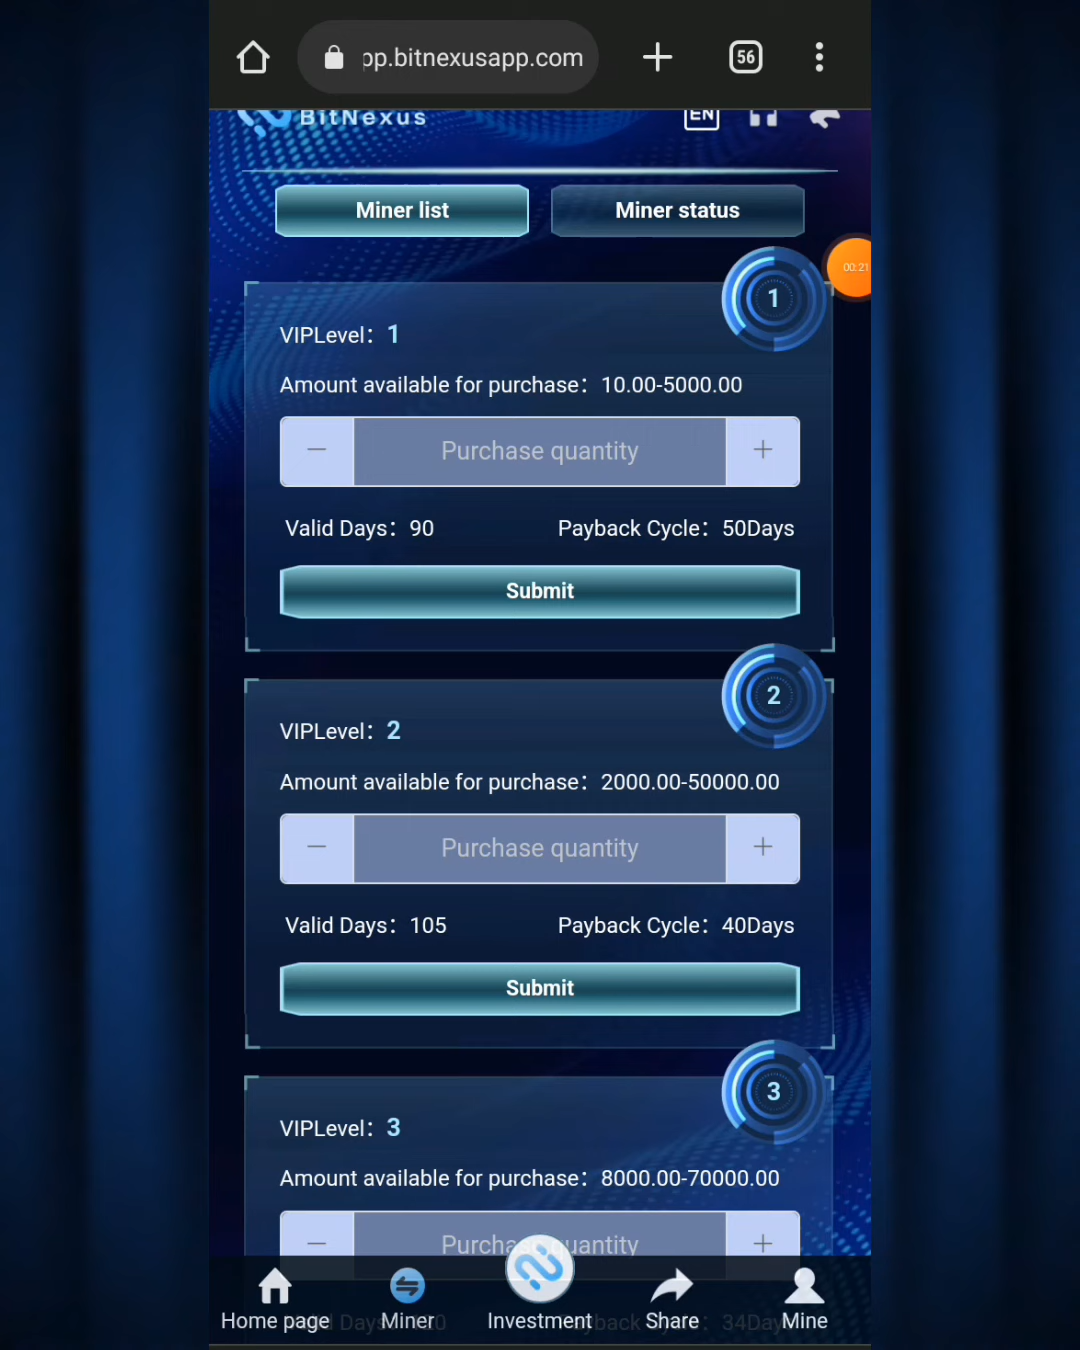 pp.bitnexusapp.com
56
BitNexus
EN
Miner list
Miner status
00:21
1
VIPLevel： 1
Amount available for purchase：10.00-5000.00
− Purchase quantity +
Valid Days：90
Payback Cycle：50Days
Submit
2
VIPLevel： 2
Amount available for purchase：2000.00-50000.00
− Purchase quantity +
Valid Days：105
Payback Cycle：40Days
Submit
3
VIPLevel： 3
Amount available for purchase：8000.00-70000.00
− Purchase quantity +
Home page
Miner
Investment
Share
Mine